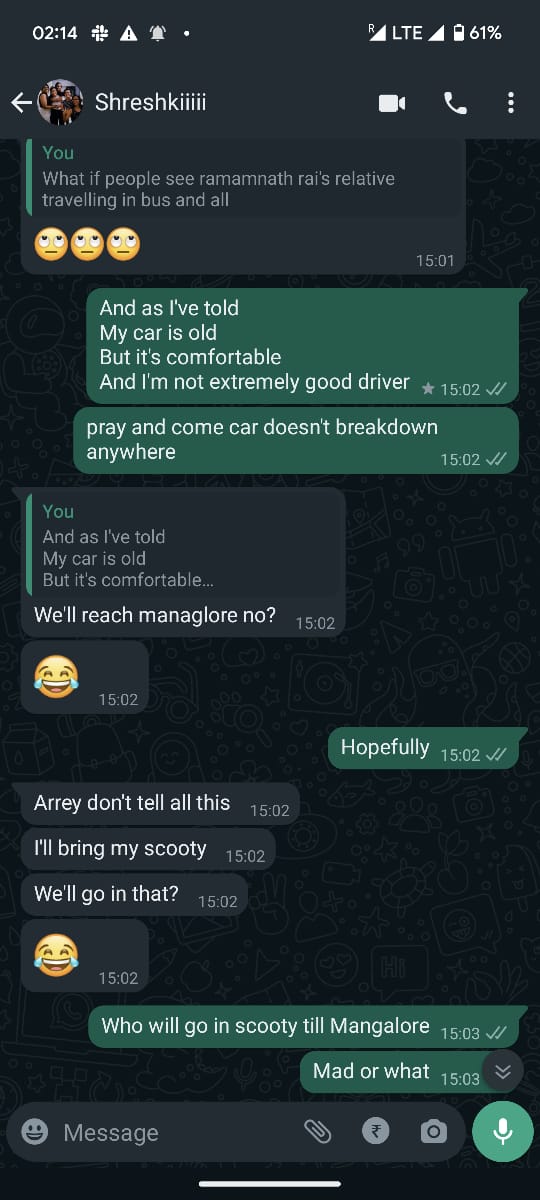 02:14
R LTE 61%
Shreshkiiiii
You
What if people see ramamnath rai's relative
travelling in bus and all
🙄🙄🙄
15:01
And as I've told
My car is old
But it's comfortable
And I'm not extremely good driver
15:02
pray and come car doesn't breakdown
anywhere
15:02
You
And as I've told
My car is old
But it's comfortable...
We'll reach managlore no?
15:02
😂
15:02
Hopefully 15:02
Arrey don't tell all this 15:02
I'll bring my scooty 15:02
We'll go in that? 15:02
😂
15:02
Who will go in scooty till Mangalore 15:03
Mad or what 15:03
Hi
Message
₹